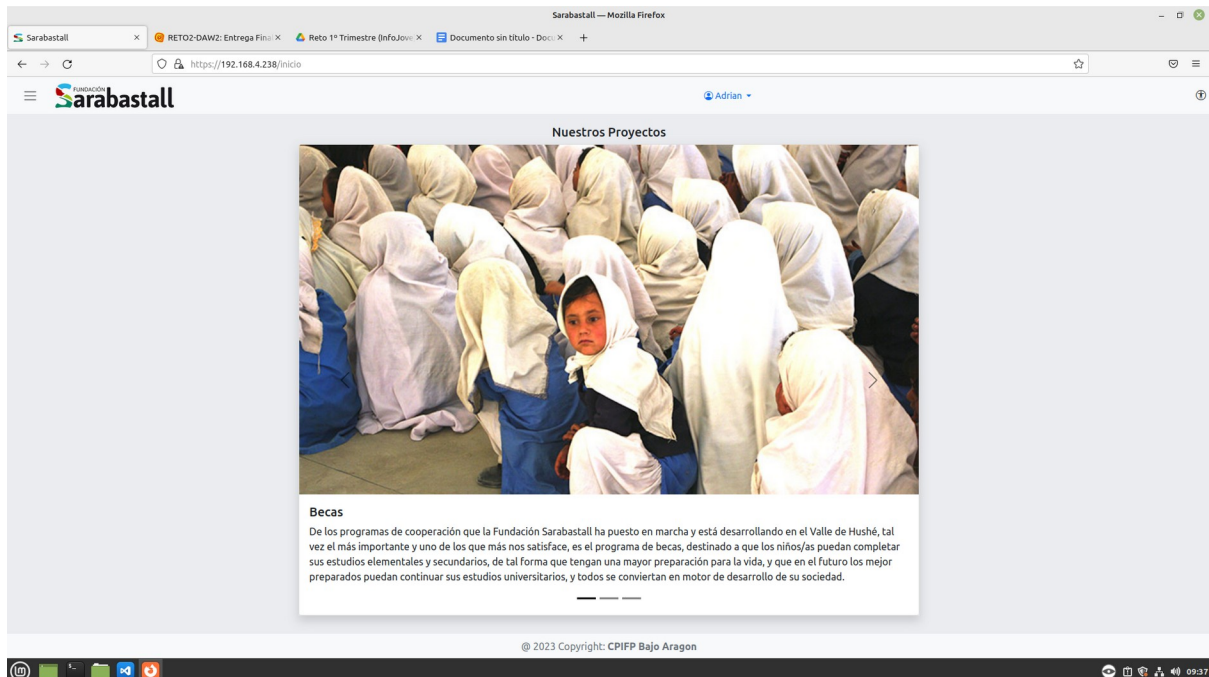 Sarabastall — Mozilla Firefox
Sarabastall
RETO2-DAW2: Entrega Final
Reto 1º Trimestre (InfoJove
Documento sin título - Docu
https://192.168.4.238/inicio
FUNDACIÓN
Sarabastall
Adrian
Nuestros Proyectos
Becas
De los programas de cooperación que la Fundación Sarabastall ha puesto en marcha y está desarrollando en el Valle de Hushé, tal
vez el más importante y uno de los que más nos satisface, es el programa de becas, destinado a que los niños/as puedan completar
sus estudios elementales y secundarios, de tal forma que tengan una mayor preparación para la vida, y que en el futuro los mejor
preparados puedan continuar sus estudios universitarios, y todos se conviertan en motor de desarrollo de su sociedad.
@ 2023 Copyright: CPIFP Bajo Aragon
09:37